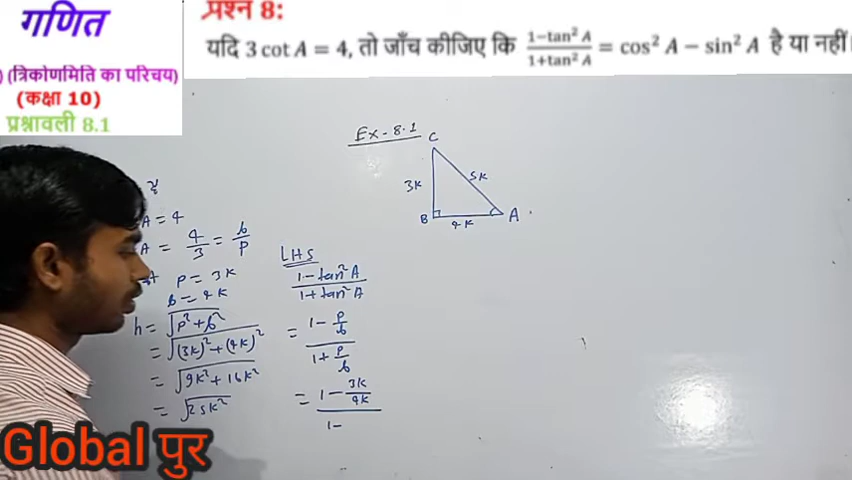 गणित
) (त्रिकोणमिति का परिचय)
(कक्षा 10)
प्रश्नावली 8.1
प्रश्न 8:
यदि 3 cot A = 4, तो जाँच कीजिए कि (1−tan² A)/(1+tan² A) = cos² A − sin² A है या नहीं।
Ex-8.1
C
3K
5K
B
4K
A
A = 4
A = 4/3 = b/P
P = 3K
b = 4K
h = √(P²+b²)
= √((3K)²+(4K)²)
= √(9K²+16K²)
= √(25K²)
LHS
(1-tan²A)/(1+tan²A)
= (1-P/b)/(1+P/b)
= (1-3K/4K)/(1-
Global पुर